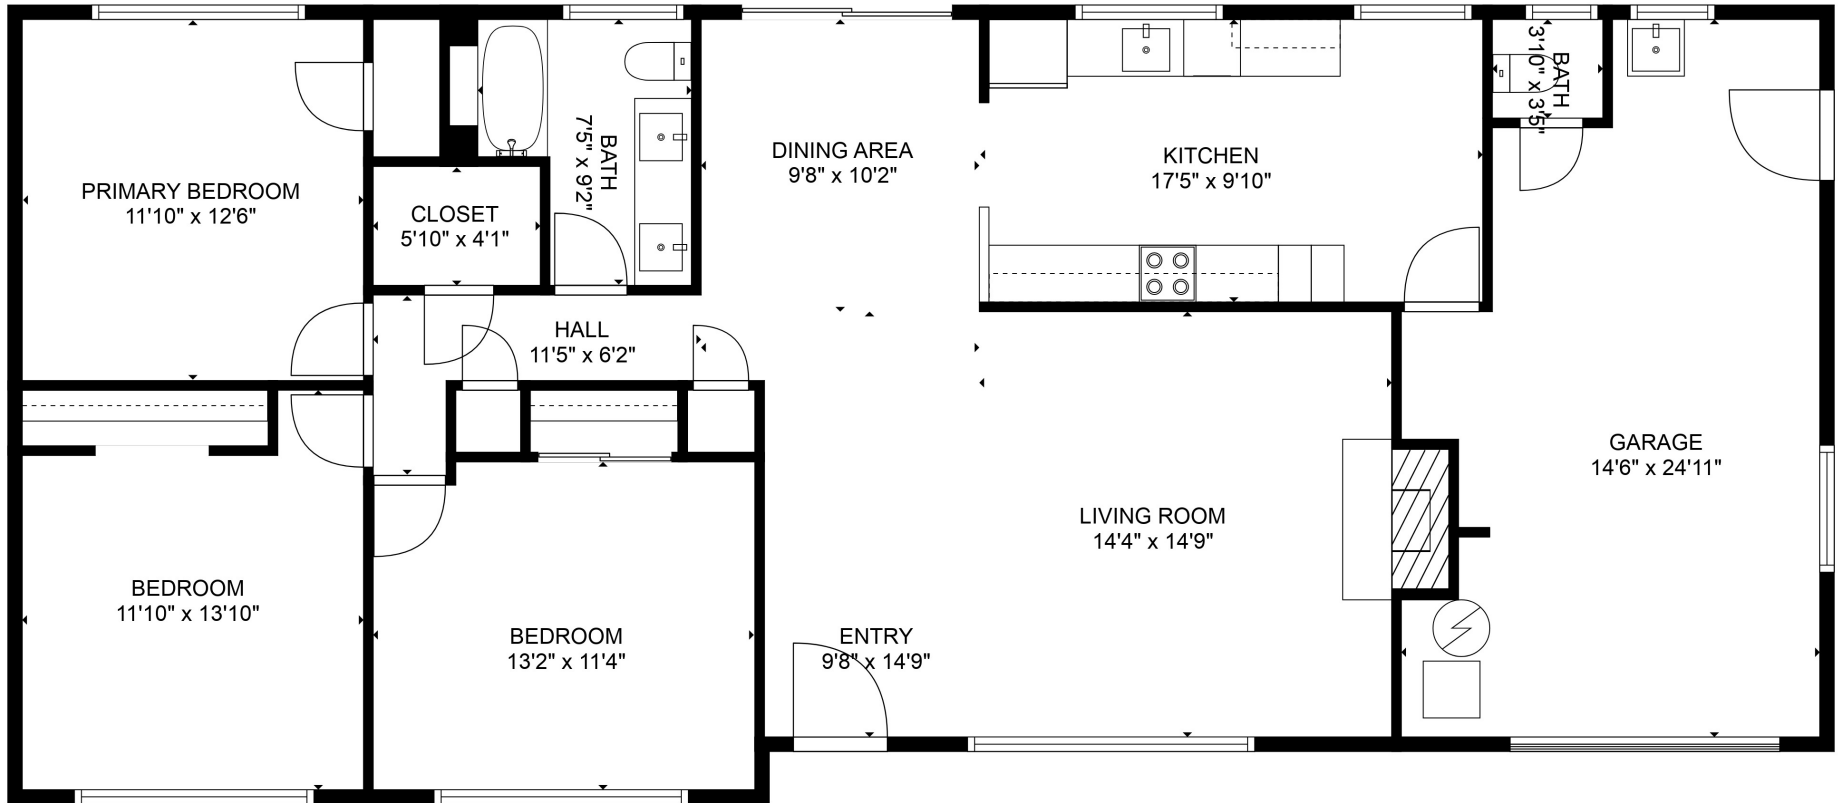 PRIMARY BEDROOM
11'10" x 12'6"
CLOSET
5'10" x 4'1"
BATH
7'5" x 9'2"
DINING AREA
9'8" x 10'2"
KITCHEN
17'5" x 9'10"
BATH
3'10" x 3'5"
HALL
11'5" x 6'2"
GARAGE
14'6" x 24'11"
LIVING ROOM
14'4" x 14'9"
BEDROOM
11'10" x 13'10"
BEDROOM
13'2" x 11'4"
ENTRY
9'8" x 14'9"